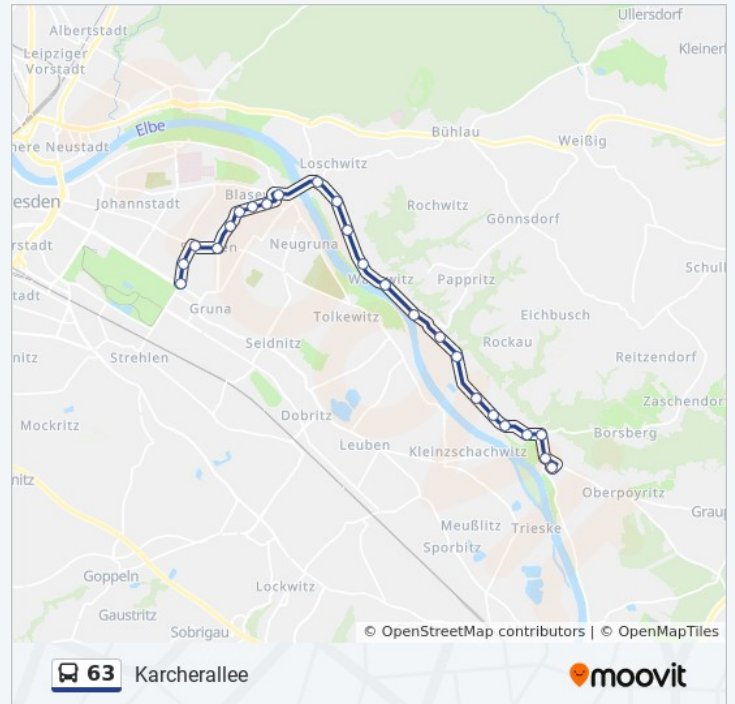 Ullersdorf
Albertstadt
Leipziger
Vorstadt
Kleiner
Elbe
Bühlau
Weißig
nere Neustadt
Loschwitz
esden
Johannstadt
Blasew
Rochwitz
Gönnsdorf
rstadt
Neugruna
Schull
Pappritz
tadt
Gruna
Tolkewitz
Eichbusch
Seidnitz
Rockau
nitz
Strehlen
Reitzendorf
Zaschendor
Dobritz
Mockritz
Borsberg
Leuben
Kleinzschachwitz
nitz
Oberpoyritz
Graup
Meußlitz
Trieske
Sporbitz
Goppeln
Lockwitz
Gaustritz
Sobrigau
© OpenStreetMap contributors | © OpenMapTiles
63 Karcherallee
moovit